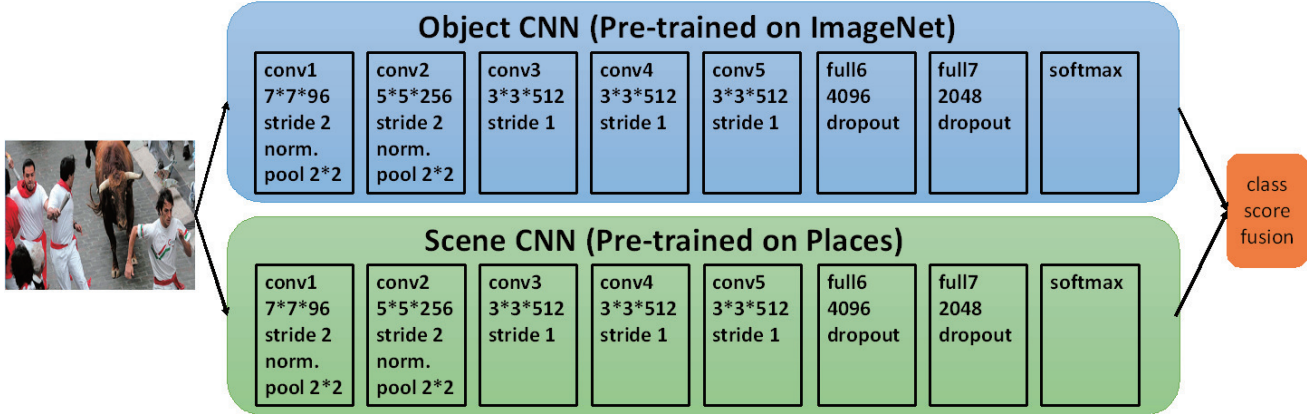 Object CNN (Pre-trained on ImageNet)
conv1
7*7*96
stride 2
norm.
pool 2*2
conv2
5*5*256
stride 2
norm.
pool 2*2
conv3
3*3*512
stride 1
conv4
3*3*512
stride 1
conv5
3*3*512
stride 1
full6
4096
dropout
full7
2048
dropout
softmax
Scene CNN (Pre-trained on Places)
conv1
7*7*96
stride 2
norm.
pool 2*2
conv2
5*5*256
stride 2
norm.
pool 2*2
conv3
3*3*512
stride 1
conv4
3*3*512
stride 1
conv5
3*3*512
stride 1
full6
4096
dropout
full7
2048
dropout
softmax
class
score
fusion